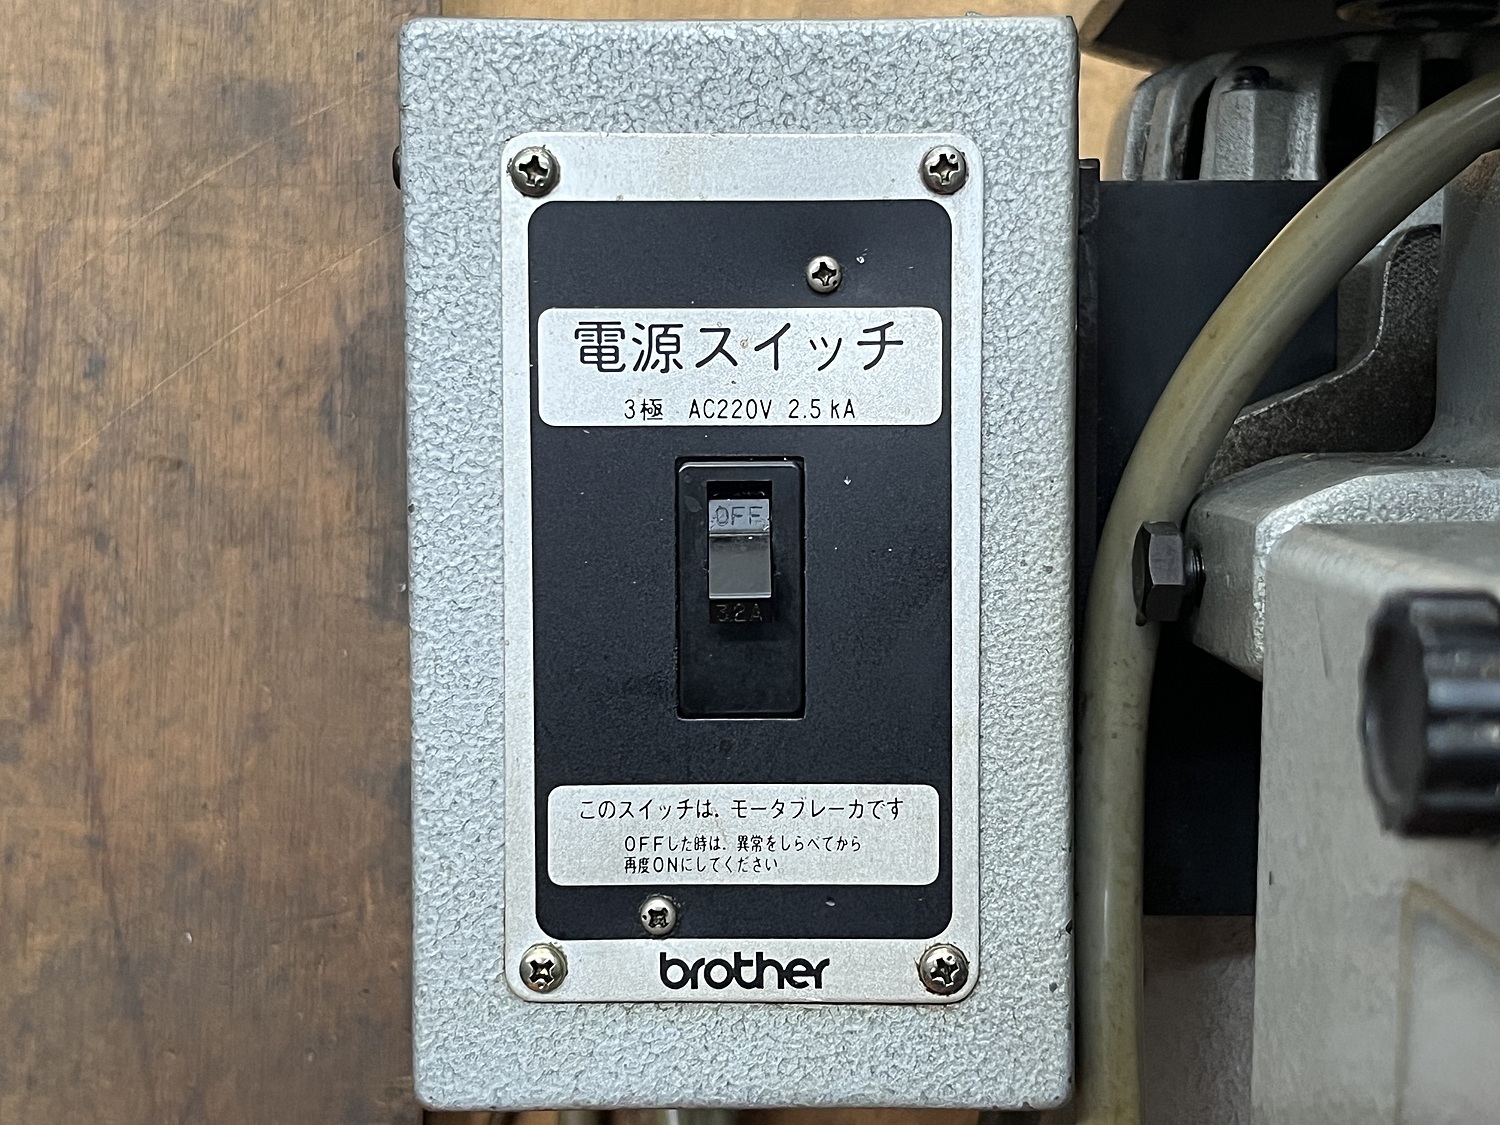 電源スイッチ
3極 AC220V 2.5kA
OFF
32A
このスイッチは、モータブレーカです
OFFした時は、異常をしらべてから
再度ONにしてください
brother